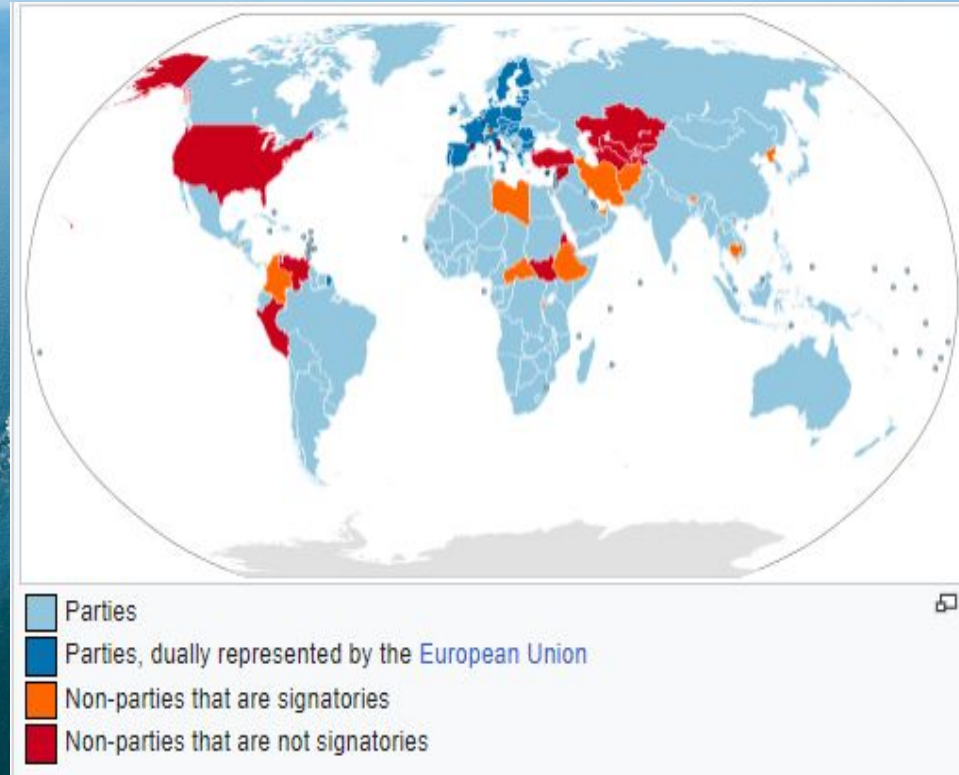 Parties
Parties, dually represented by the European Union
Non-parties that are signatories
Non-parties that are not signatories